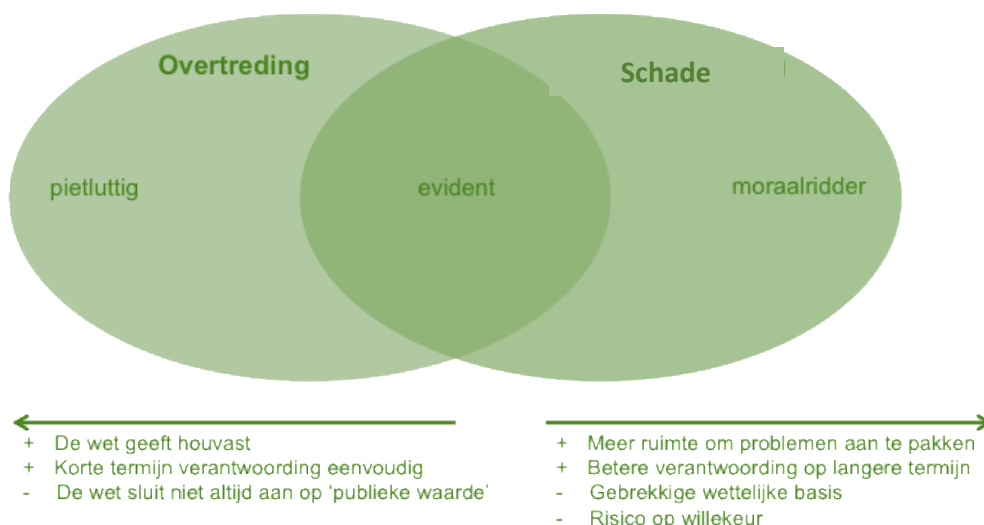 Overtreding
Schade
pietluttig
evident
moraalridder
+ De wet geeft houvast
+ Korte termijn verantwoording eenvoudig
- De wet sluit niet altijd aan op ‘publieke waarde’
+ Meer ruimte om problemen aan te pakken
+ Betere verantwoording op langere termijn
- Gebrekkige wettelijke basis
- Risico op willekeur